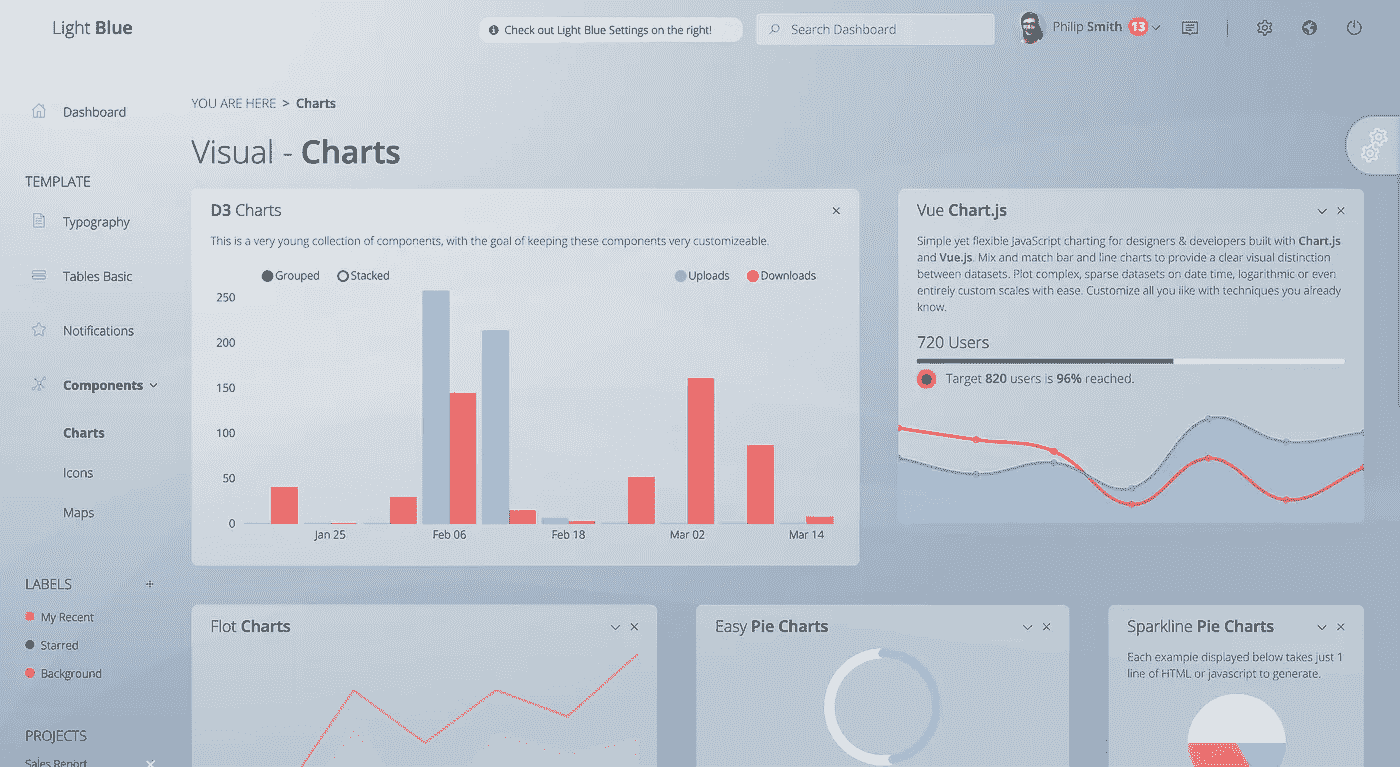 Light Blue
Check out Light Blue Settings on the right!
Search Dashboard
Philip Smith 13
Dashboard
TEMPLATE
Typography
Tables Basic
Notifications
Components
Charts
Icons
Maps
LABELS +
My Recent
Starred
Background
PROJECTS
Sales Report
YOU ARE HERE > Charts
Visual - Charts
D3 Charts
This is a very young collection of components, with the goal of keeping these components very customizeable.
Grouped Stacked Uploads Downloads
250
200
150
100
50
0
Jan 25 Feb 06 Feb 18 Mar 02 Mar 14
Vue Chart.js
Simple yet flexible JavaScript charting for designers & developers built with Chart.js
and Vue.js. Mix and match bar and line charts to provide a clear visual distinction
between datasets. Plot complex, sparse datasets on date time, logarithmic or even
entirely custom scales with ease. Customize all you like with techniques you already
know.
720 Users
Target 820 users is 96% reached.
Flot Charts
Easy Pie Charts
Sparkline Pie Charts
Each example displayed below takes just 1
line of HTML or javascript to generate.